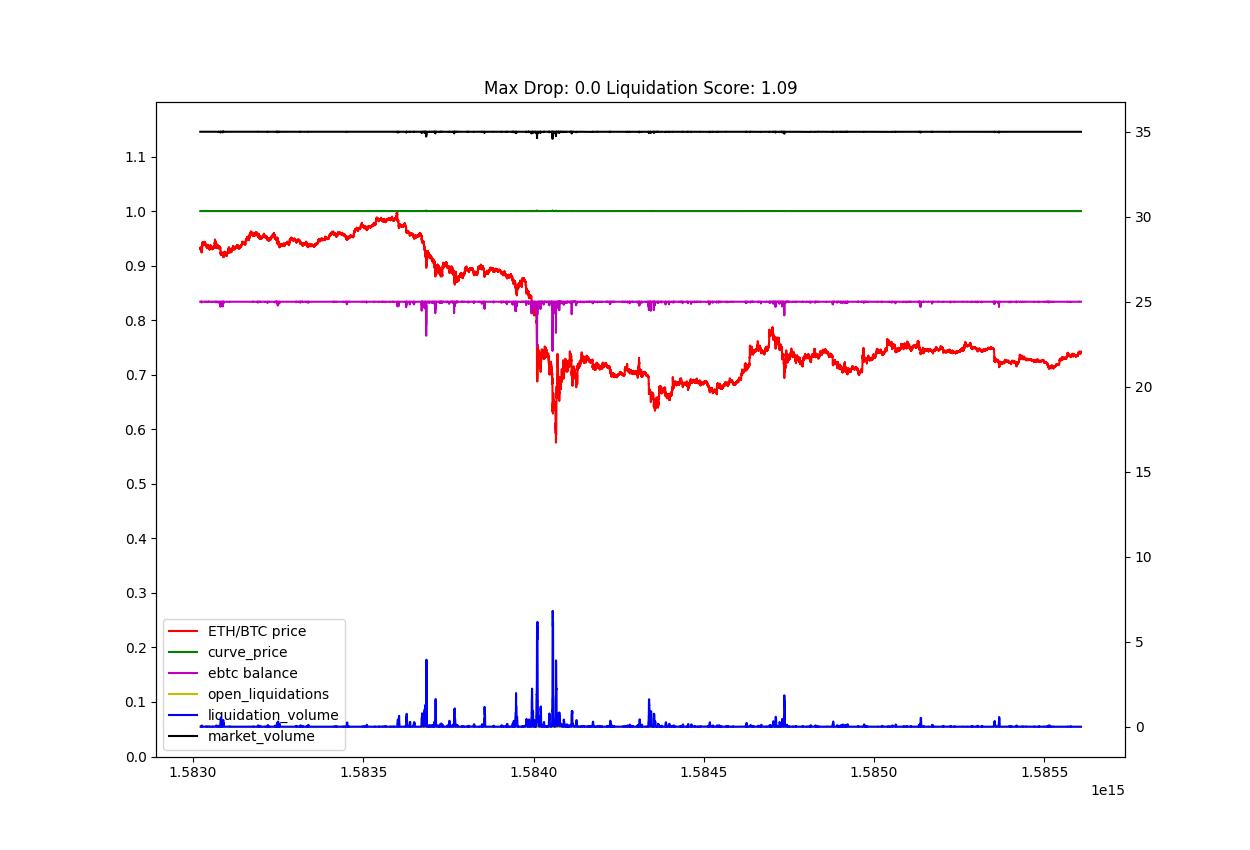 Max Drop: 0.0 Liquidation Score: 1.09
1.1
1.0
0.9
0.8
0.7
0.6
0.5
0.4
0.3
0.2
0.1
0.0
35
30
25
20
15
10
5
0
ETH/BTC price
curve_price
ebtc balance
open_liquidations
liquidation_volume
market_volume
1.5830 1.5835 1.5840 1.5845 1.5850 1.5855
1e15